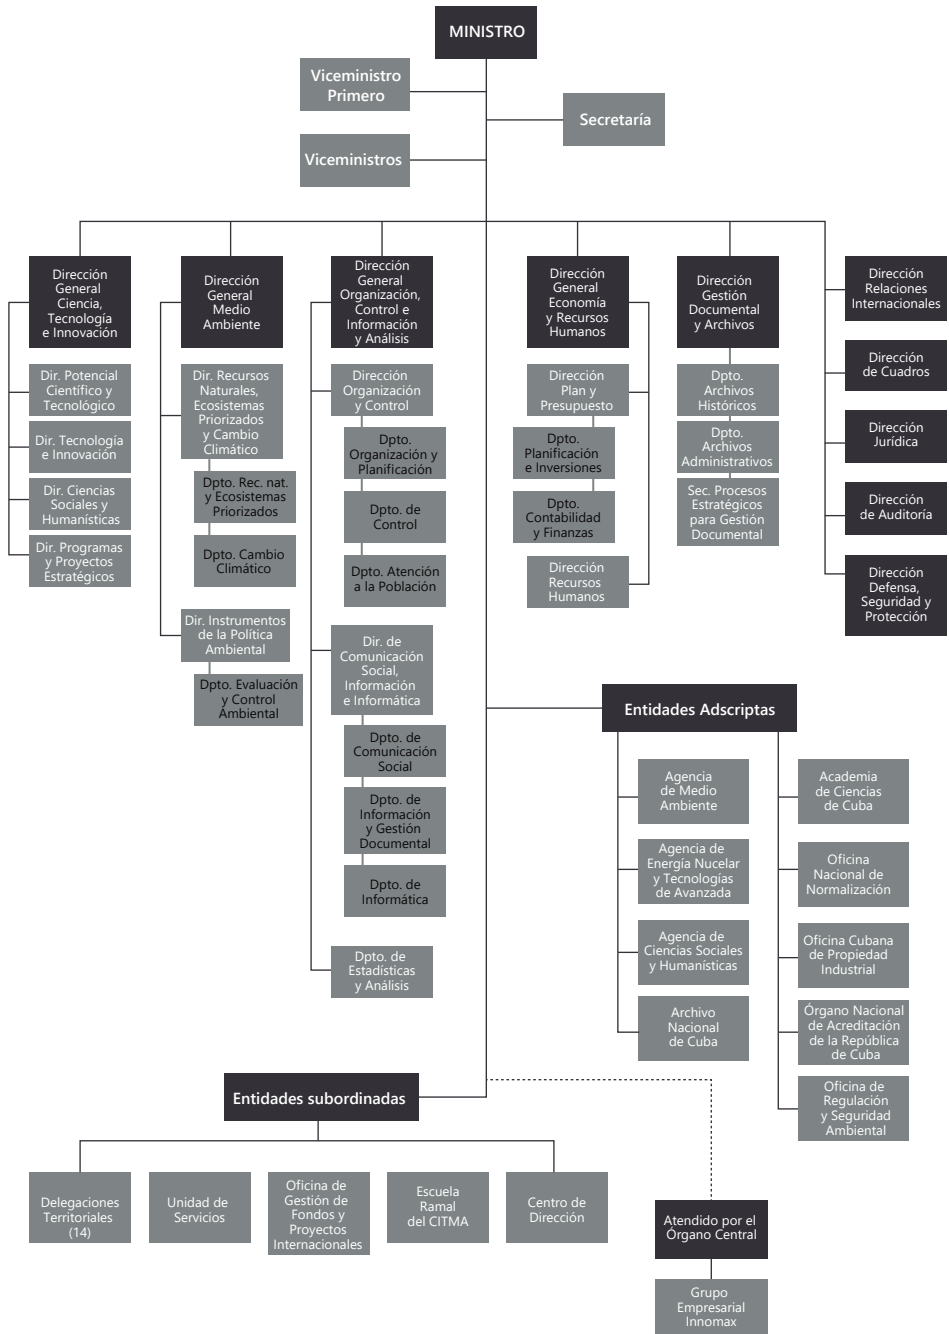 MINISTRO
Viceministro
Primero
Secretaría
Viceministros
Dirección
General
Ciencia,
Tecnología
e Innovación
Dir. Potencial
Científico y
Tecnológico
Dir. Tecnología
e Innovación
Dir. Ciencias
Sociales y
Humanísticas
Dir. Programas
y Proyectos
Estratégicos
Dirección
General
Medio
Ambiente
Dir. Recursos
Naturales,
Ecosistemas
Priorizados
y Cambio
Climático
Dpto. Rec. nat.
y Ecosistemas
Priorizados
Dpto. Cambio
Climático
Dir. Instrumentos
de la Política
Ambiental
Dpto. Evaluación
y Control
Ambiental
Dirección
General
Organización,
Control e
Información
y Análisis
Dirección
Organización
y Control
Dpto.
Organización y
Planificación
Dpto. de
Control
Dpto. Atención
a la Población
Dir. de
Comunicación
Social,
Información
e Informática
Dpto. de
Comunicación
Social
Dpto. de
Información
y Gestión
Documental
Dpto. de
Informática
Dpto. de
Estadísticas
y Análisis
Dirección
General
Economía
y Recursos
Humanos
Dirección
Plan y
Presupuesto
Dpto.
Planificación
e Inversiones
Dpto.
Contabilidad
y Finanzas
Dirección
Recursos
Humanos
Dirección
Gestión
Documental
y Archivos
Dpto.
Archivos
Históricos
Dpto.
Archivos
Administrativos
Sec. Procesos
Estratégicos
para Gestión
Documental
Dirección
Relaciones
Internacionales
Dirección
de Cuadros
Dirección
Jurídica
Dirección
de Auditoría
Dirección
Defensa,
Seguridad y
Protección
Entidades Adscriptas
Agencia
de Medio
Ambiente
Agencia de
Energía Nucelar
y Tecnologías
de Avanzada
Agencia de
Ciencias Sociales
y Humanísticas
Archivo
Nacional
de Cuba
Academia
de Ciencias
de Cuba
Oficina
Nacional de
Normalización
Oficina Cubana
de Propiedad
Industrial
Órgano Nacional
de Acreditación
de la República
de Cuba
Oficina de
Regulación
y Seguridad
Ambiental
Entidades subordinadas
Delegaciones
Territoriales
(14)
Unidad de
Servicios
Oficina de
Gestión de
Fondos y
Proyectos
Internacionales
Escuela
Ramal
del CITMA
Centro de
Dirección
Atendido por el
Órgano Central
Grupo
Empresarial
Innomax